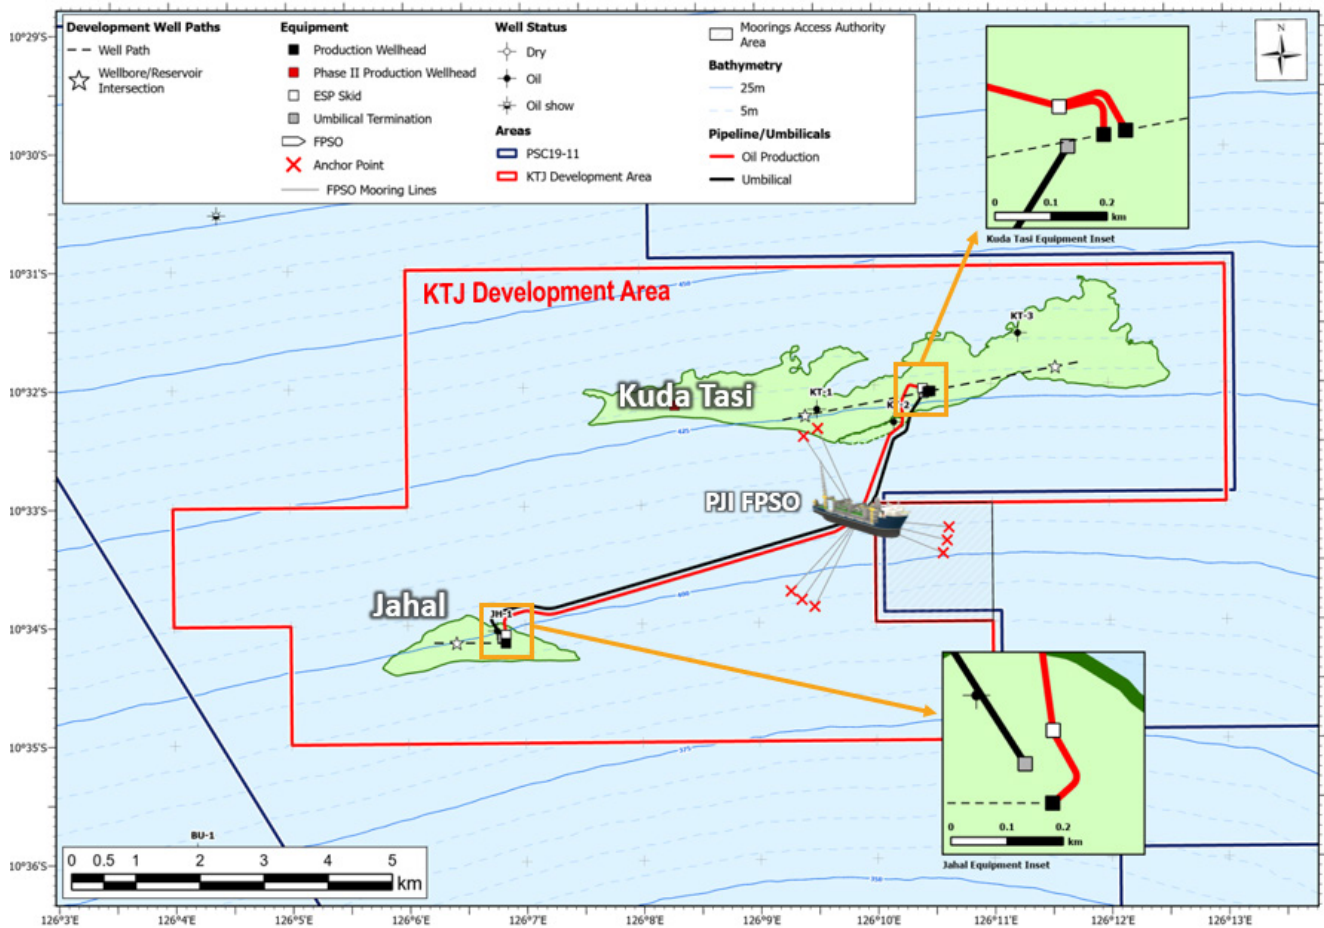 Development Well Paths
Well Path
Wellbore/Reservoir
Intersection
Equipment
Production Wellhead
Phase II Production Wellhead
ESP Skid
Umbilical Termination
FPSO
Anchor Point
FPSO Mooring Lines
Well Status
Dry
Oil
Oil show
Areas
PSC19-11
KTJ Development Area
Moorings Access Authority
Area
Bathymetry
25m
5m
Pipeline/Umbilicals
Oil Production
Umbilical
N
0 0.1 0.2
km
Kuda Tasi Equipment Inset
10°29'S
10°30'S
10°31'S
10°32'S
10°33'S
10°34'S
10°35'S
10°36'S
KTJ Development Area
450
KT-3
Kuda Tasi
KT-1
425
PJI FPSO
400
Jahal
JH-1
375
0 0.1 0.2
km
Jahal Equipment Inset
BU-1
0 0.5 1 2 3 4 5
km
126°3'E 126°4'E 126°5'E 126°6'E 126°7'E 126°8'E 126°9'E 126°10'E 126°11'E 126°12'E 126°13'E